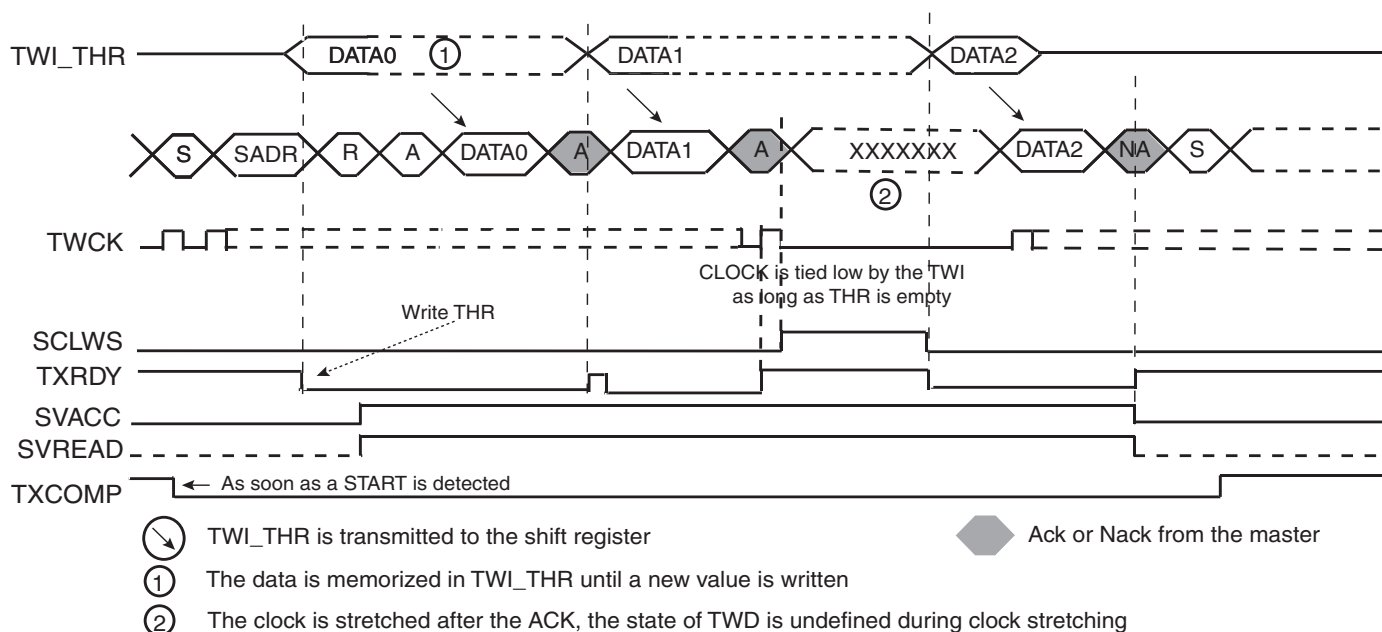 TWI_THR DATA0 1 DATA1 DATA2
S SADR R A DATA0 A DATA1 A XXXXXXX DATA2 NA S
2
TWCK
CLOCK is tied low by the TWI
as long as THR is empty
Write THR
SCLWS
TXRDY
SVACC
SVREAD
TXCOMP As soon as a START is detected
TWI_THR is transmitted to the shift register Ack or Nack from the master
1 The data is memorized in TWI_THR until a new value is written
2 The clock is stretched after the ACK, the state of TWD is undefined during clock stretching